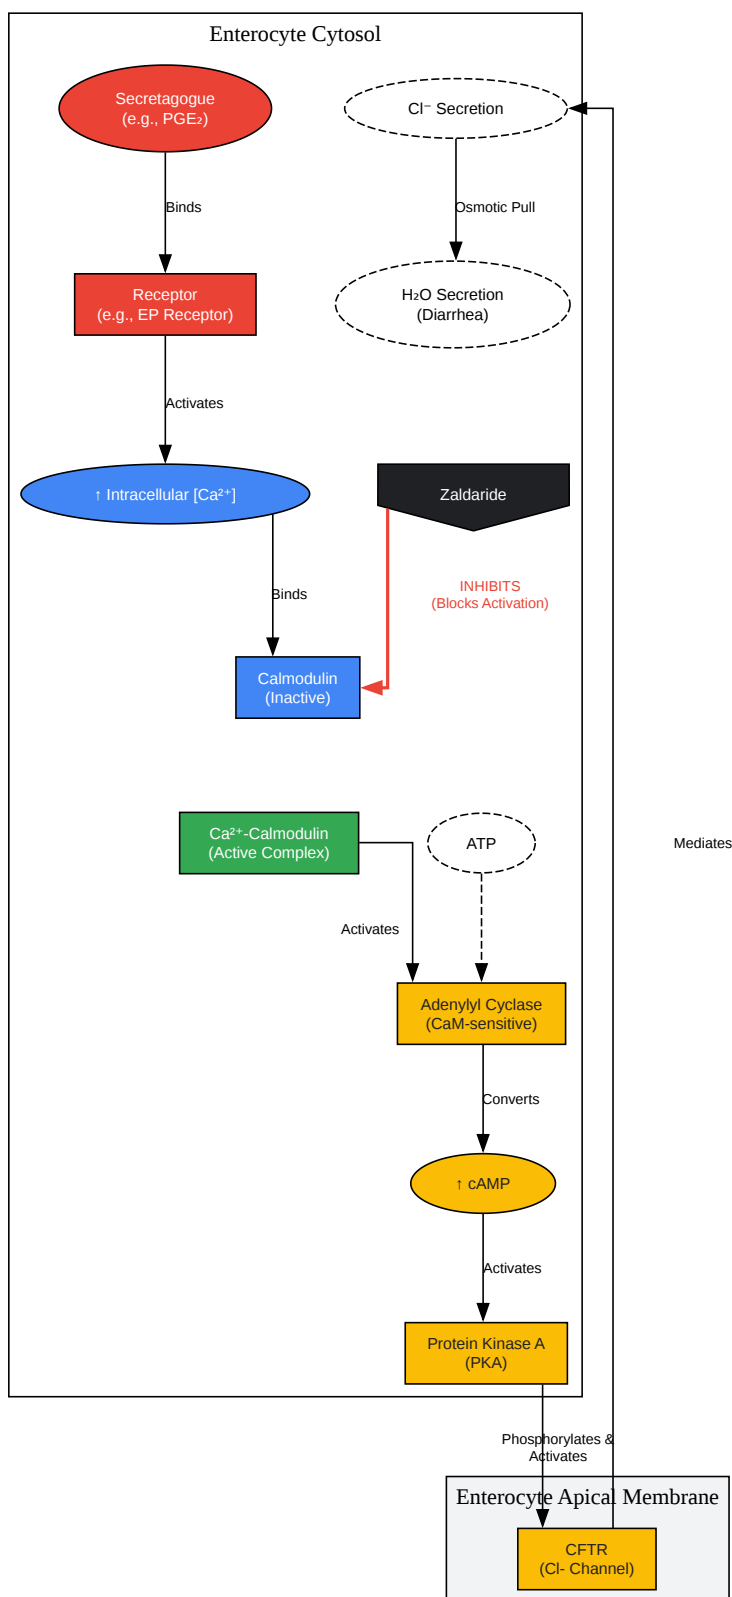 Enterocyte Cytosol
Secretagogue
(e.g., PGE₂)
Cl⁻ Secretion
Binds
Osmotic Pull
Receptor
(e.g., EP Receptor)
H₂O Secretion
(Diarrhea)
Activates
↑ Intracellular [Ca²⁺]
Zaldaride
Binds
INHIBITS
(Blocks Activation)
Calmodulin
(Inactive)
Ca²⁺-Calmodulin
(Active Complex)
ATP
Mediates
Activates
Adenylyl Cyclase
(CaM-sensitive)
Converts
↑ cAMP
Activates
Protein Kinase A
(PKA)
Phosphorylates &
Activates
Enterocyte Apical Membrane
CFTR
(Cl- Channel)